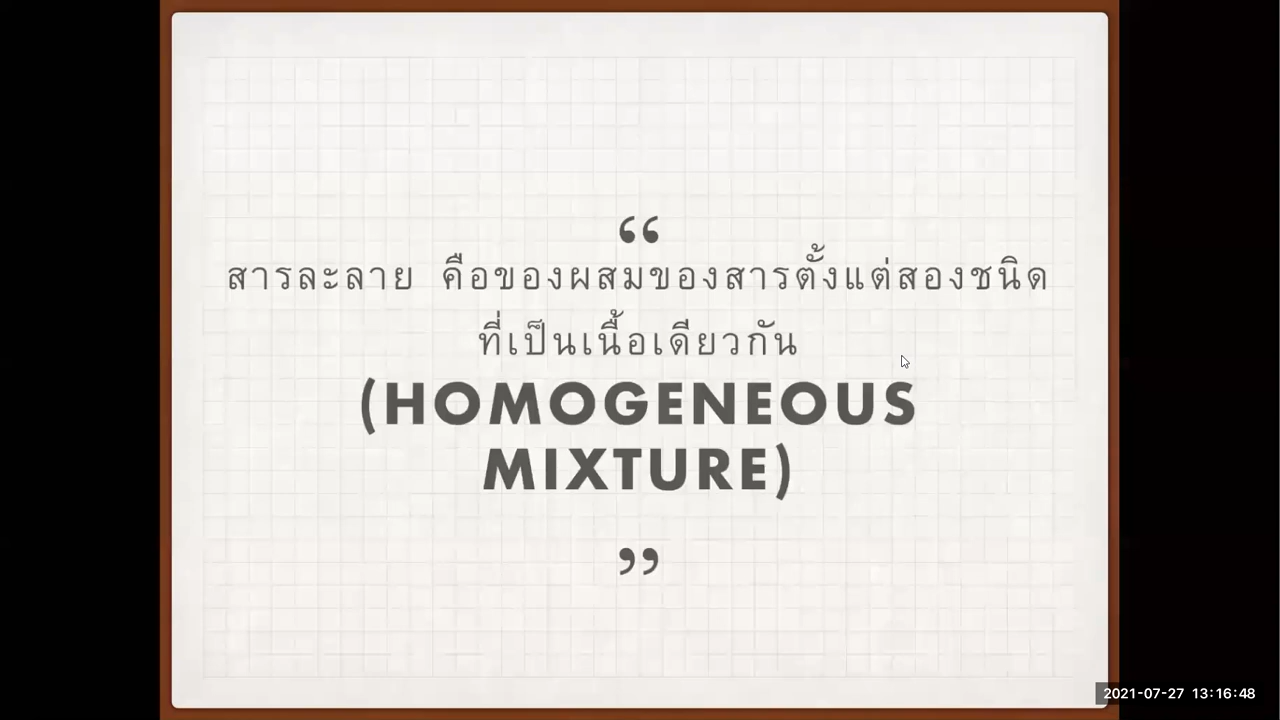 “
สารละลาย คือของผสมของสารตั้งแต่สองชนิด
ที่เป็นเนื้อเดียวกัน
(HOMOGENEOUS
MIXTURE)
”
2021-07-27 13:16:48